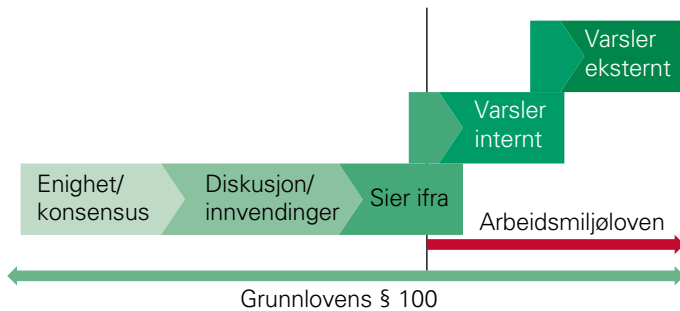 Varsler
eksternt
Varsler
internt
Enighet/
konsensus
Diskusjon/
innvendinger
Sier ifra
Arbeidsmiljøloven
Grunnlovens § 100